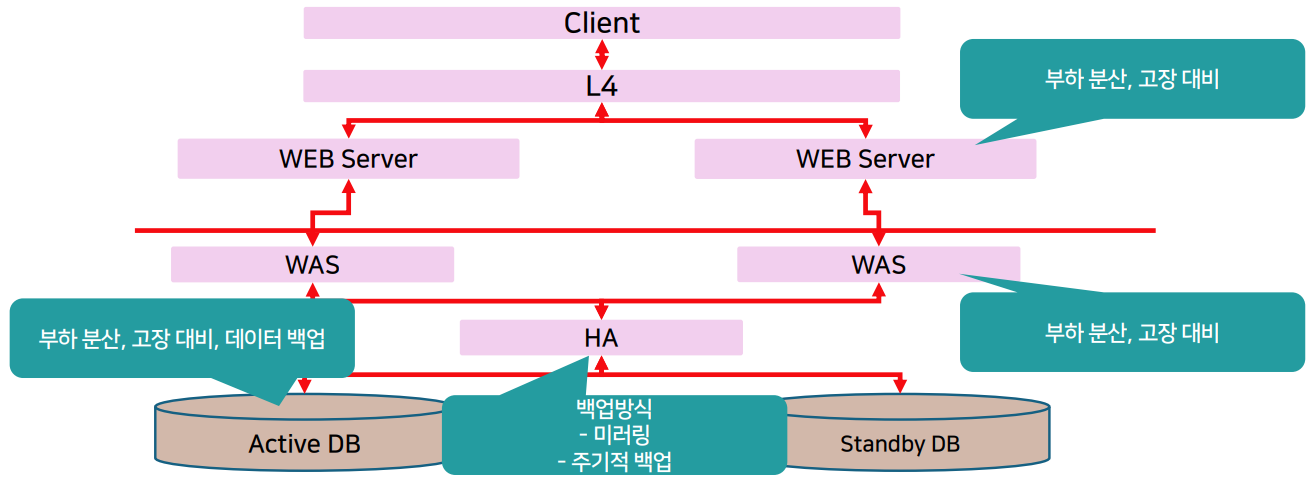 Client
L4
부하 분산, 고장 대비
WEB Server
WEB Server
WAS
WAS
부하 분산, 고장 대비, 데이터 백업
HA
부하 분산, 고장 대비
백업방식
- 미러링
- 주기적 백업
Active DB
Standby DB